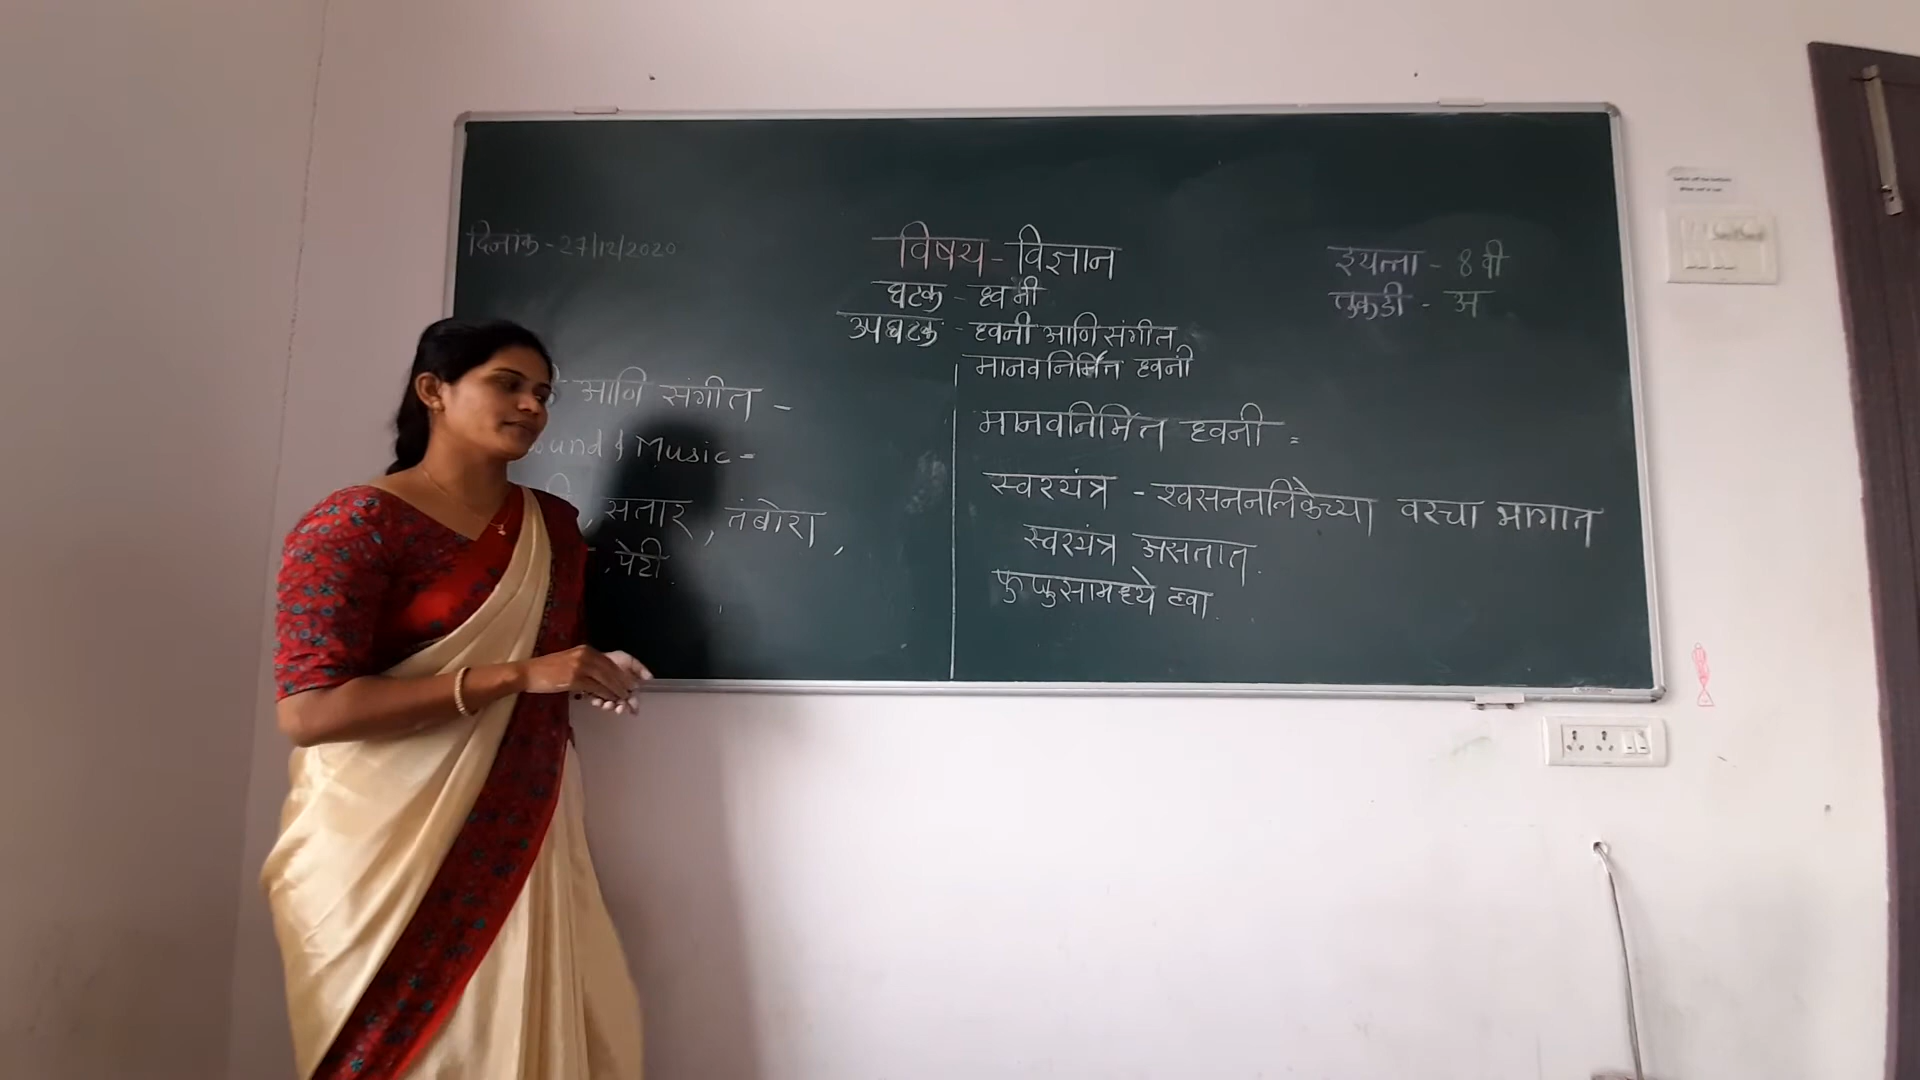 दिनांक - 27/12/2020
विषय - विज्ञान
घटक - ध्वनी
उपघटक - ध्वनी आणि संगीत
मानवनिर्मित ध्वनी
इयत्ता - 8 वी
तुकडी - अ
आणि संगीत -
Sound & Music =
, सतार, तंबोरा,
, पेटी.
मानवनिर्मित ध्वनी =
स्वरयंत्र - श्वसननलिकेच्या वरच्या भागात
स्वरयंत्र असतात.
फुप्फुसामध्ये हवा